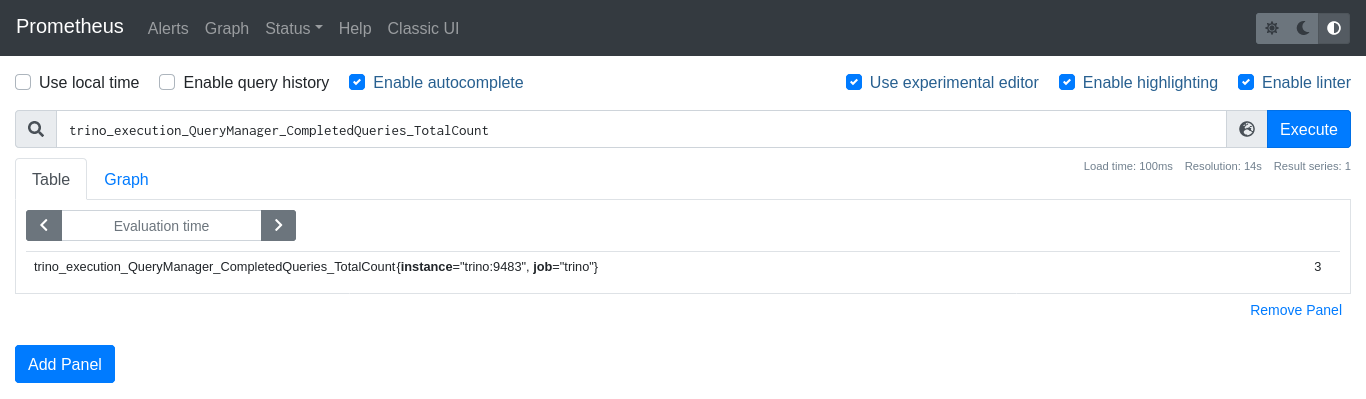 Prometheus Alerts Graph Status Help Classic UI
Use local time Enable query history Enable autocomplete Use experimental editor Enable highlighting Enable linter
trino_execution_QueryManager_CompletedQueries_TotalCount Execute
Table Graph Load time: 100ms Resolution: 14s Result series: 1
Evaluation time
trino_execution_QueryManager_CompletedQueries_TotalCount{instance="trino:9483", job="trino"} 3
Remove Panel
Add Panel